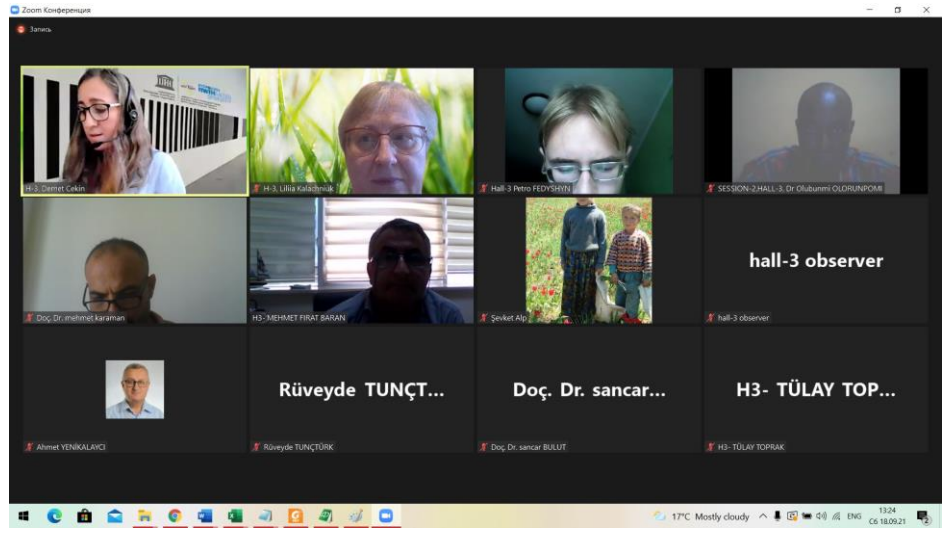 Zoom Конференция
Запись
H-3. Demet Cekin
H-3. Liliia Kalachniuk
Hall-3 Petro FEDYSHYN
SESSION-2,HALL-3, Dr Olubunmi OLORUNPOMI
Doç. Dr. mehmet karaman
H3- MEHMET FIRAT BARAN
Şevket Alp
hall-3 observer
hall-3 observer
Rüveyde TUNÇT...
Doç. Dr. sancar...
H3- TÜLAY TOP...
Ahmet YENİKALAYCI
Rüveyde TUNÇTÜRK
Doç. Dr. sancar BULUT
H3- TÜLAY TOPRAK
17°C Mostly cloudy
ENG
13:24
Сб 18.09.21
2